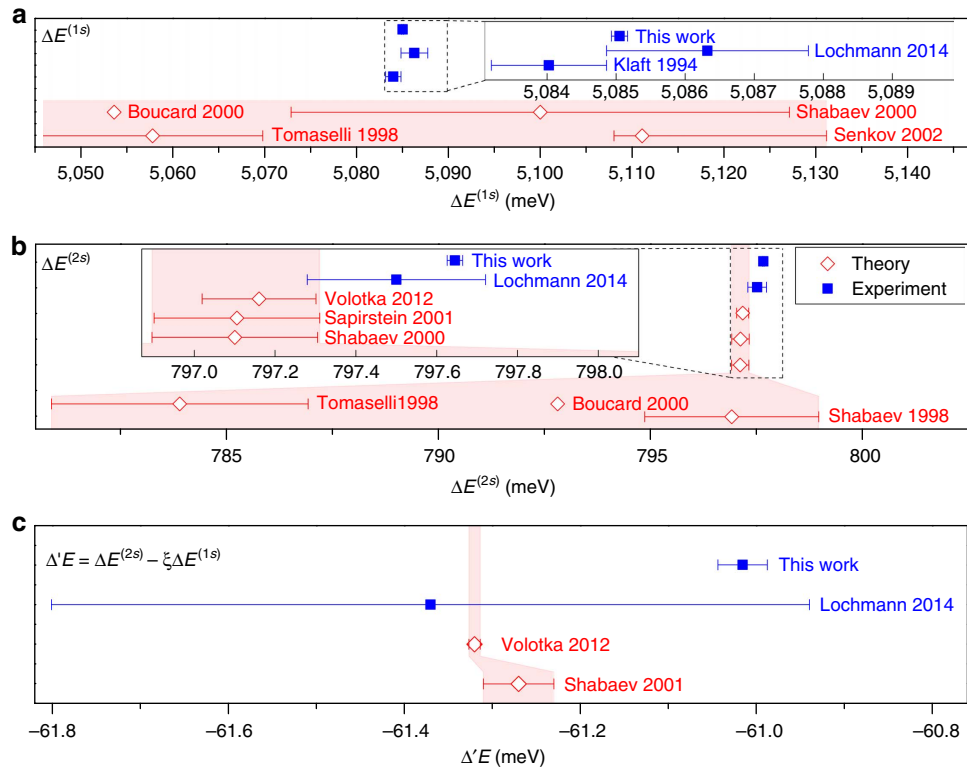 a
ΔE(1s)
This work
Lochmann 2014
Klaft 1994
5,084 5,085 5,086 5,087 5,088 5,089
Boucard 2000 Shabaev 2000
Tomaselli 1998 Senkov 2002
5,050 5,060 5,070 5,080 5,090 5,100 5,110 5,120 5,130 5,140
ΔE(1s) (meV)
b
ΔE(2s)
This work
Lochmann 2014
Volotka 2012
Sapirstein 2001
Shabaev 2000
797.0 797.2 797.4 797.6 797.8 798.0
Theory
Experiment
Tomaselli1998 Boucard 2000
Shabaev 1998
785 790 795 800
ΔE(2s) (meV)
c
Δ'E = ΔE(2s) – ξΔE(1s)
This work
Lochmann 2014
Volotka 2012
Shabaev 2001
–61.8 –61.6 –61.4 –61.2 –61.0 –60.8
Δ'E (meV)